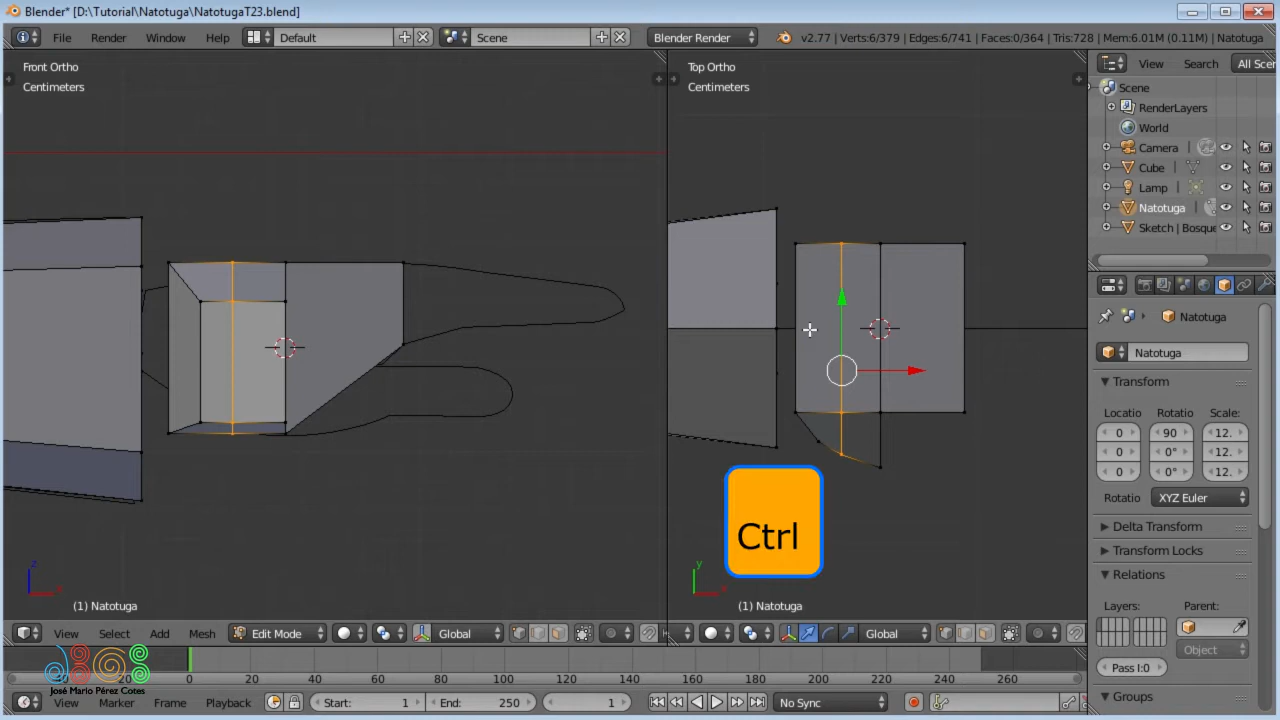 Blender* [D:\Tutorial\Natotuga\NatotugaT23.blend]
File Render Window Help Default Scene Blender Render v2.77 | Verts:6/379 | Edges:6/741 | Faces:0/364 | Tris:728 | Mem:6.01M (0.11M) | Natotuga
Front Ortho
Centimeters
Top Ortho
Centimeters
View Search All Scer
Scene
RenderLayers
World
Camera
Cube
Lamp
Natotuga
Sketch | Bosque
Natotuga
Natotuga
Transform
Locatio Rotatio Scale:
0 90 12.
0 0° 12.
0 0° 12.
Rotatio XYZ Euler
Delta Transform
Transform Locks
Relations
Layers: Parent:
Object
Pass I:0
Groups
Ctrl
z
x
(1) Natotuga
y
x
(1) Natotuga
View Select Add Mesh Edit Mode Global
Global
0 20 40 60 80 100 120 140 160 180 200 220 240 260
José Mario Pérez Cotes
View Marker Frame Playback Start: 1 End: 250 1 No Sync